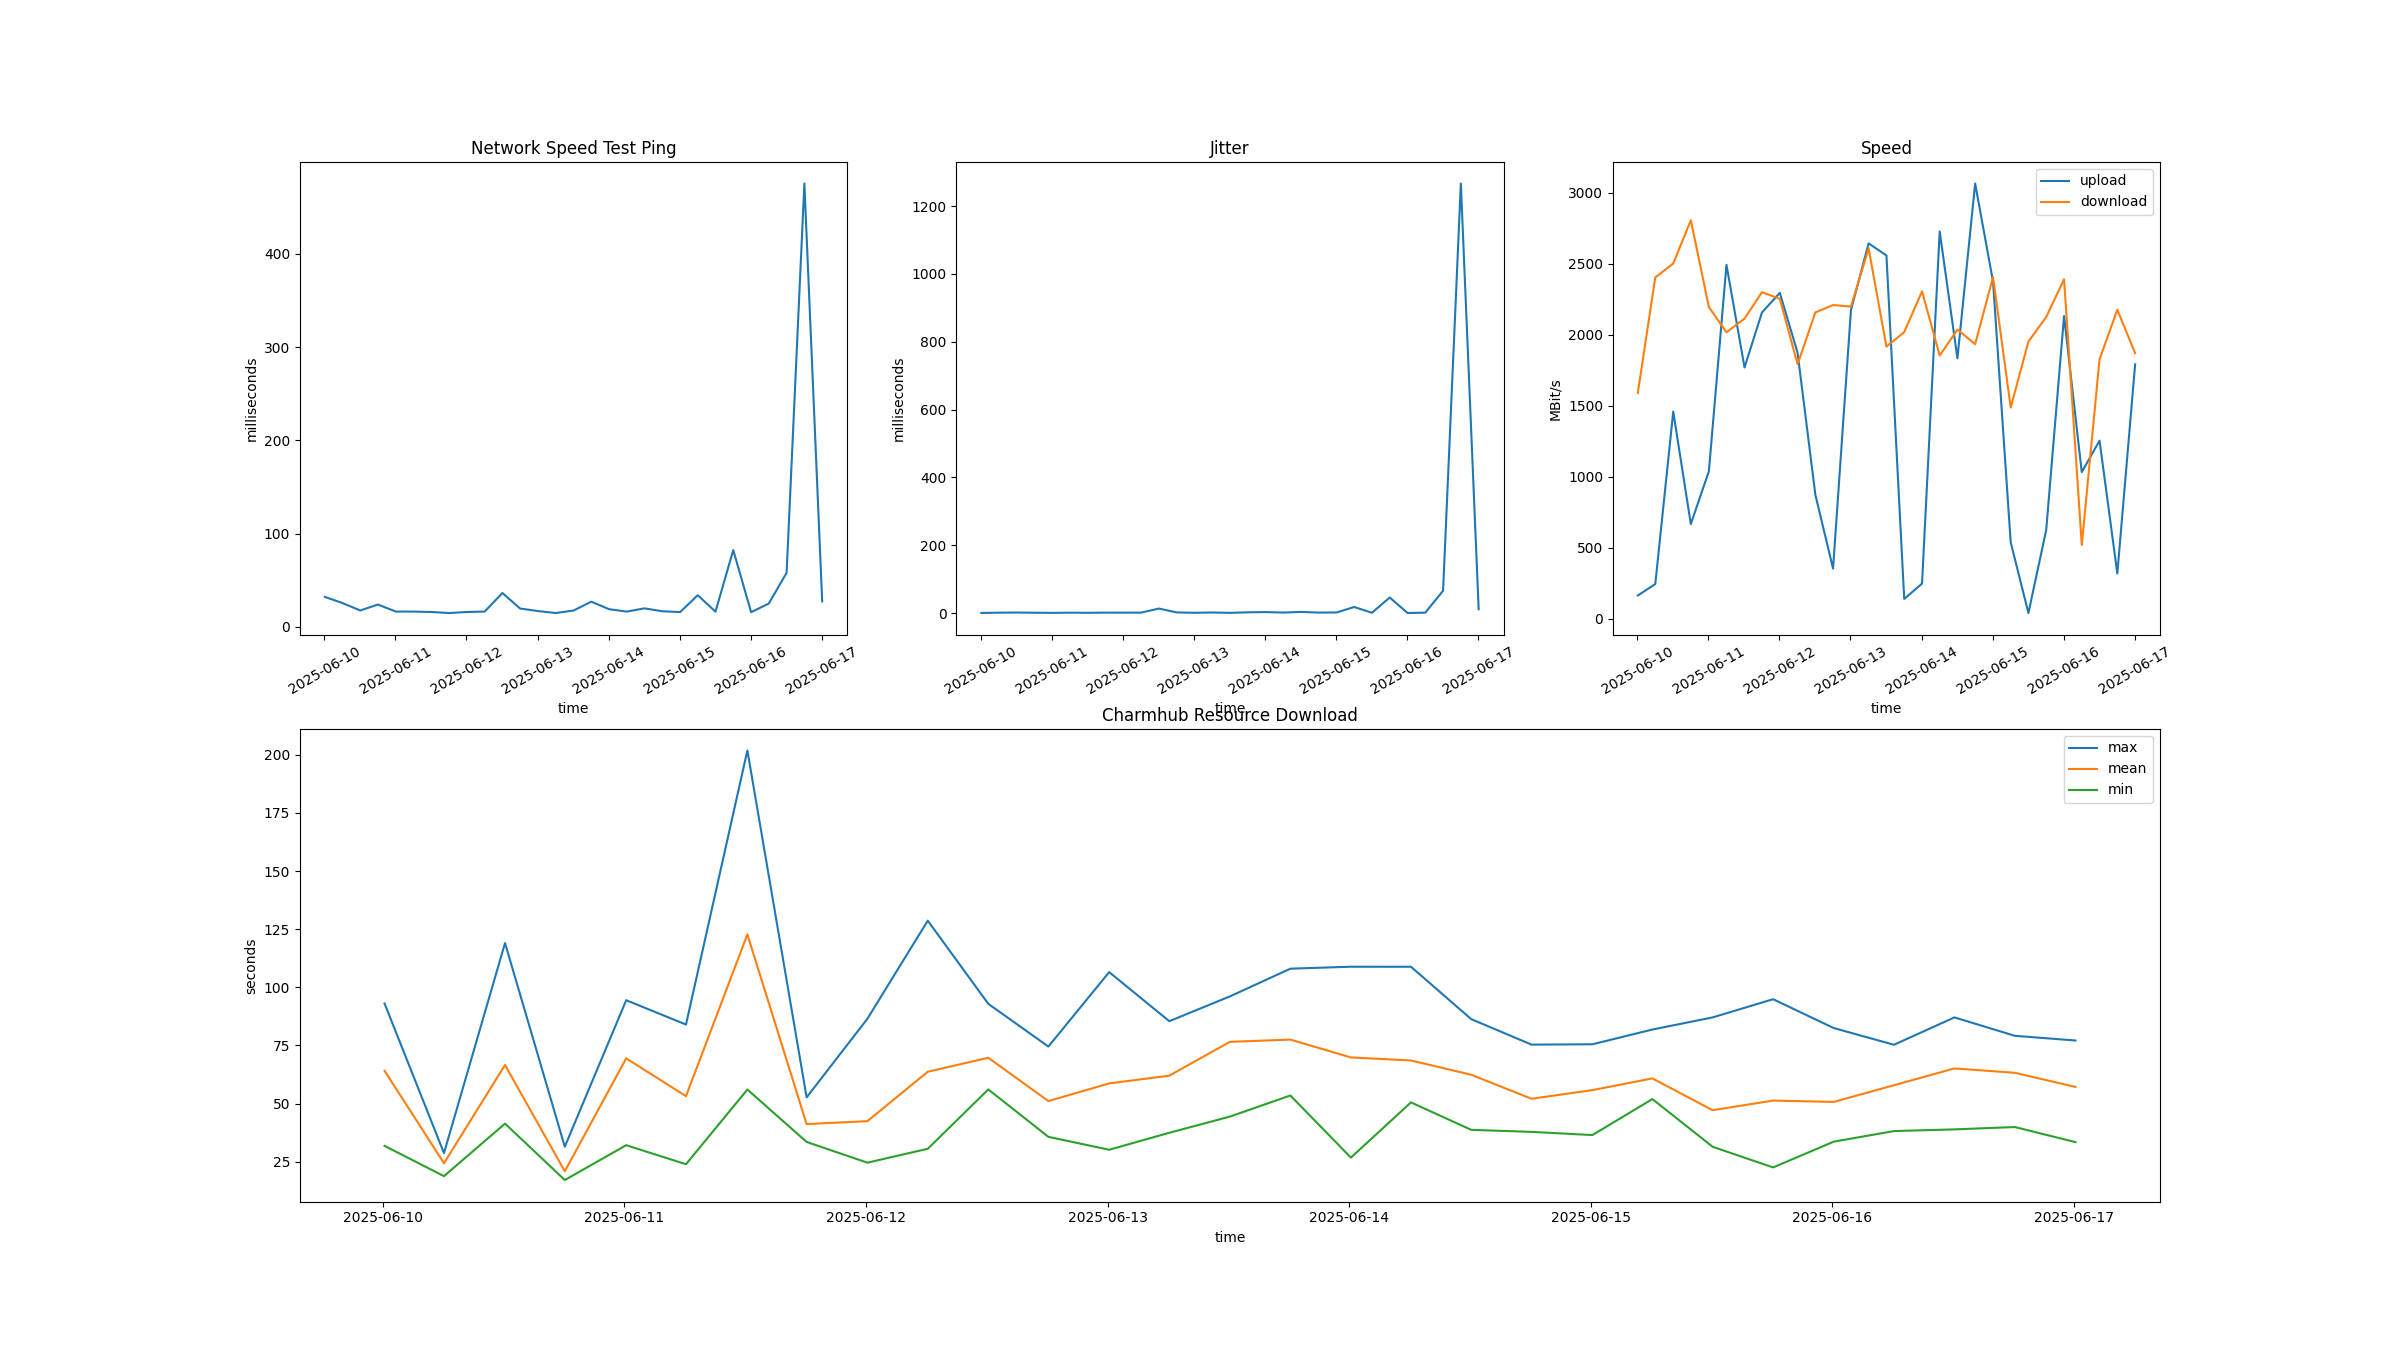 Network Speed Test Ping
milliseconds
400
300
200
100
0
2025-06-10 2025-06-11 2025-06-12 2025-06-13 2025-06-14 2025-06-15 2025-06-16 2025-06-17
time
Jitter
milliseconds
1200
1000
800
600
400
200
0
2025-06-10 2025-06-11 2025-06-12 2025-06-13 2025-06-14 2025-06-15 2025-06-16 2025-06-17
time
Speed
upload
download
MBit/s
3000
2500
2000
1500
1000
500
0
2025-06-10 2025-06-11 2025-06-12 2025-06-13 2025-06-14 2025-06-15 2025-06-16 2025-06-17
time
Charmhub Resource Download
max
mean
min
seconds
200
175
150
125
100
75
50
25
2025-06-10 2025-06-11 2025-06-12 2025-06-13 2025-06-14 2025-06-15 2025-06-16 2025-06-17
time